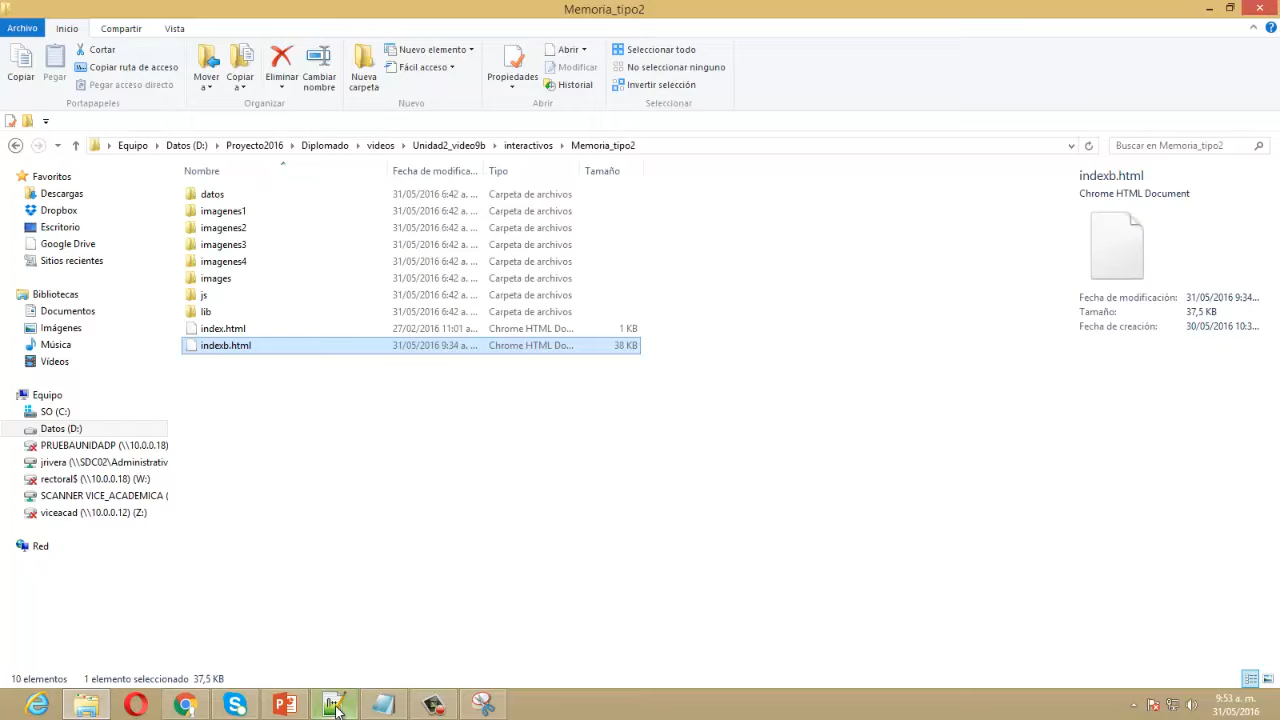 Memoria_tipo2
Archivo Inicio Compartir Vista
Copiar
Pegar
Cortar
Copiar ruta de acceso
Pegar acceso directo
Portapapeles
Mover a
Copiar a
Eliminar
Cambiar nombre
Organizar
Nueva carpeta
Nuevo elemento
Fácil acceso
Nuevo
Propiedades
Abrir
Modificar
Historial
Abrir
Seleccionar todo
No seleccionar ninguno
Invertir selección
Seleccionar
Equipo Datos (D:) Proyecto2016 Diplomado videos Unidad2_video9b interactivos Memoria_tipo2
Buscar en Memoria_tipo2
Favoritos
Descargas
Dropbox
Escritorio
Google Drive
Sitios recientes
Bibliotecas
Documentos
Imágenes
Música
Vídeos
Equipo
SO (C:)
Datos (D:)
PRUEBAUNIDADP (\\10.0.0.18)
jrivera (\\SDC02\Administrativ
rectoral$ (\\10.0.0.18) (W:)
SCANNER VICE_ACADEMICA (
viceacad (\\10.0.0.12) (Z:)
Red
Nombre Fecha de modifica... Tipo Tamaño
datos 31/05/2016 6:42 a. ... Carpeta de archivos
imagenes1 31/05/2016 6:42 a. ... Carpeta de archivos
imagenes2 31/05/2016 6:42 a. ... Carpeta de archivos
imagenes3 31/05/2016 6:42 a. ... Carpeta de archivos
imagenes4 31/05/2016 6:42 a. ... Carpeta de archivos
images 31/05/2016 6:42 a. ... Carpeta de archivos
js 31/05/2016 6:42 a. ... Carpeta de archivos
lib 31/05/2016 6:42 a. ... Carpeta de archivos
index.html 27/02/2016 11:01 a... Chrome HTML Do... 1 KB
indexb.html 31/05/2016 9:34 a. ... Chrome HTML Do... 38 KB
indexb.html
Chrome HTML Document
Fecha de modificación: 31/05/2016 9:34...
Tamaño: 37,5 KB
Fecha de creación: 30/05/2016 10:3...
10 elementos 1 elemento seleccionado 37,5 KB
9:53 a. m.
31/05/2016